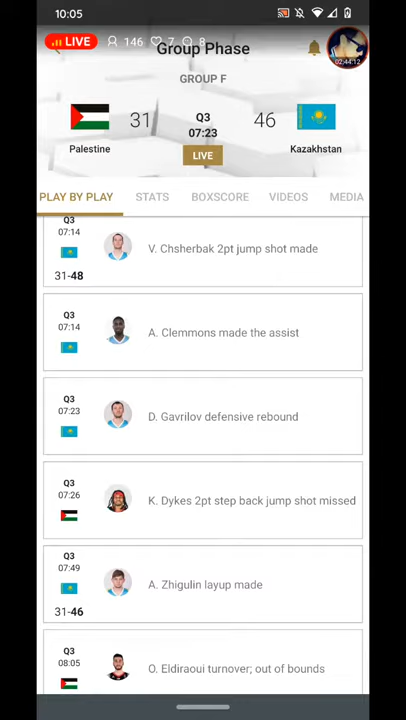 10:05
LIVE 146 7 8
Group Phase
02:44:12
GROUP F
31 Q3 46
07:23
Palestine LIVE Kazakhstan
PLAY BY PLAY STATS BOXSCORE VIDEOS MEDIA
Q3
07:14
V. Chsherbak 2pt jump shot made
31-48
Q3
07:14
A. Clemmons made the assist
Q3
07:23
D. Gavrilov defensive rebound
Q3
07:26
K. Dykes 2pt step back jump shot missed
Q3
07:49
A. Zhigulin layup made
31-46
Q3
08:05
O. Eldiraoui turnover; out of bounds